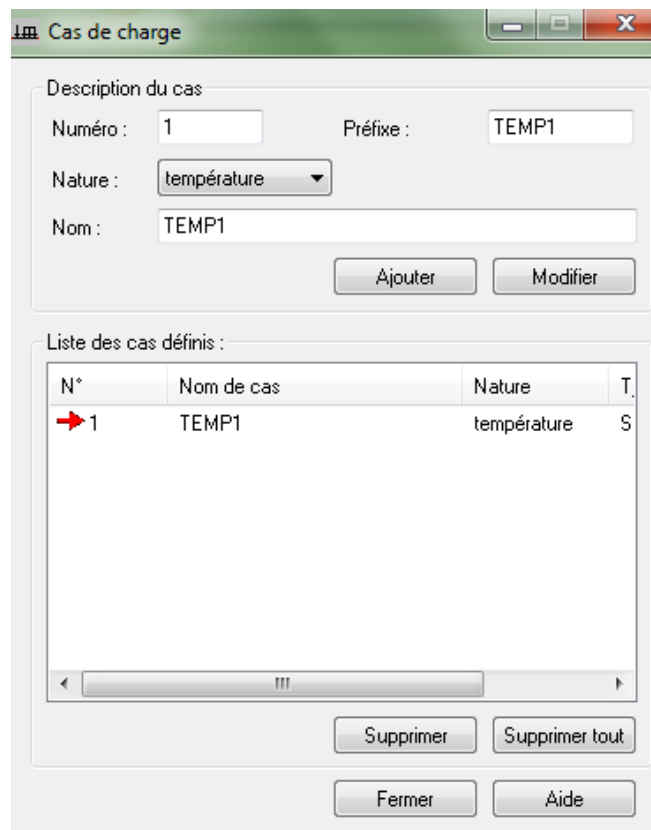 Cas de charge
Description du cas
Numéro : 1 Préfixe : TEMP1
Nature : température
Nom : TEMP1
Ajouter Modifier
Liste des cas définis :
N° Nom de cas Nature T
1 TEMP1 température S
Supprimer Supprimer tout
Fermer Aide